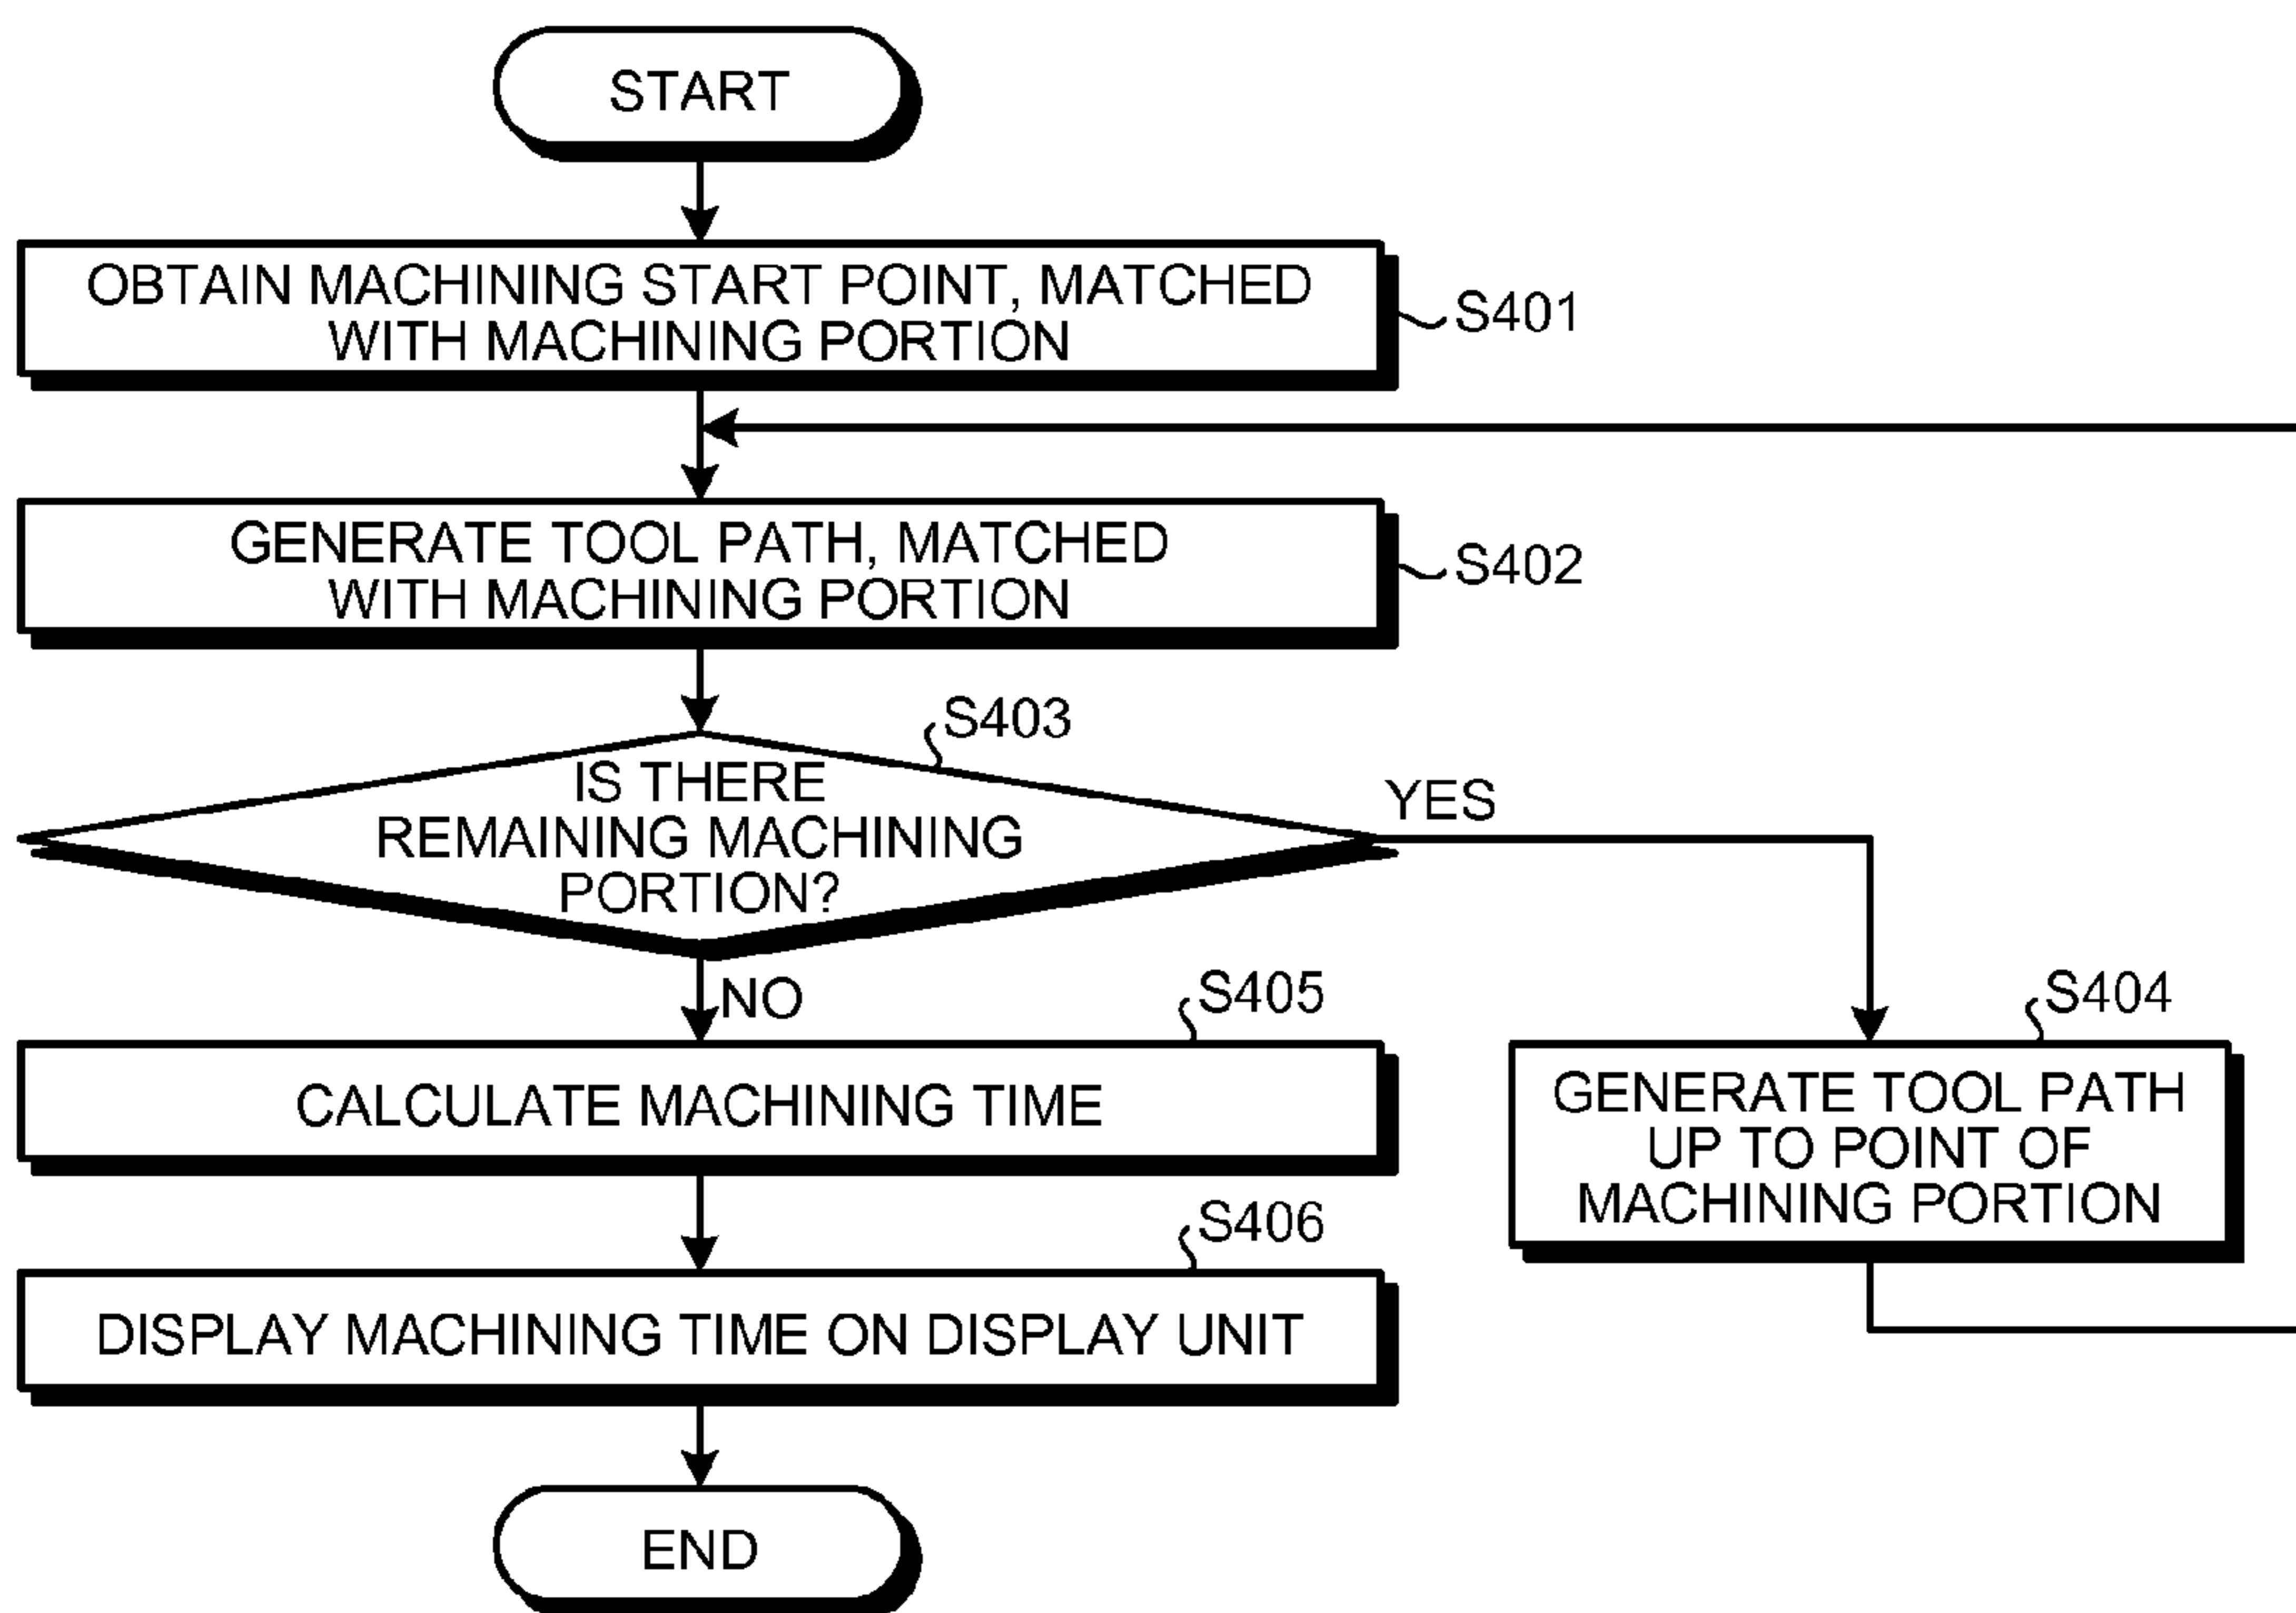 START
OBTAIN MACHINING START POINT, MATCHED
WITH MACHINING PORTION
S401
GENERATE TOOL PATH, MATCHED
WITH MACHINING PORTION
S402
S403
IS THERE
REMAINING MACHINING
PORTION?
YES
NO
S405
CALCULATE MACHINING TIME
S404
GENERATE TOOL PATH
UP TO POINT OF
MACHINING PORTION
S406
DISPLAY MACHINING TIME ON DISPLAY UNIT
END